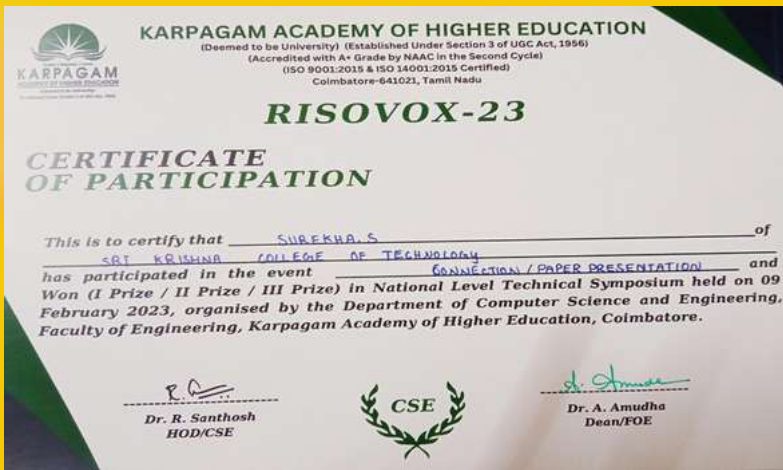 KARPAGAM ACADEMY OF HIGHER EDUCATION
(Deemed to be University) (Established Under Section 3 of UGC Act, 1956)
(Accredited with A+ Grade by NAAC in the Second Cycle)
(ISO 9001:2015 & ISO 14001:2015 Certified)
Coimbatore-641021, Tamil Nadu
KARPAGAM
ACADEMY OF HIGHER EDUCATION
RISOVOX-23
CERTIFICATE
OF PARTICIPATION
This is to certify that SUREKHA.S of
SRI KRISHNA COLLEGE OF TECHNOLOGY
has participated in the event CONNECTION / PAPER PRESENTATION and
Won (I Prize / II Prize / III Prize) in National Level Technical Symposium held on 09
February 2023, organised by the Department of Computer Science and Engineering,
Faculty of Engineering, Karpagam Academy of Higher Education, Coimbatore.
A. Amudha
Dr. R. Santhosh
HOD/CSE
CSE
Dr. A. Amudha
Dean/FOE